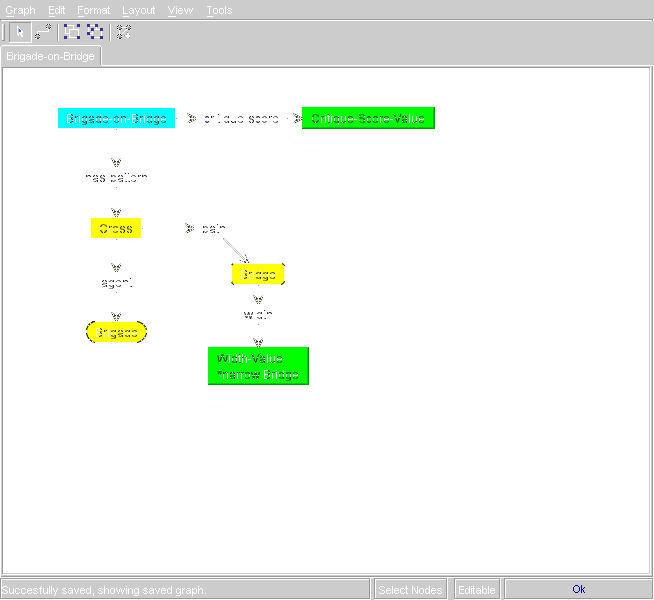 Graph Edit Format Layout View Tools
Brigade-on-Bridge
Brigade-on-Bridge critique-score Critique-Score-Value
has-pattern
Cross path
agent Bridge
width
Brigade
Width-Value
*narrow Bridge
Succesfully saved, showing saved graph. Select Nodes Editable Ok